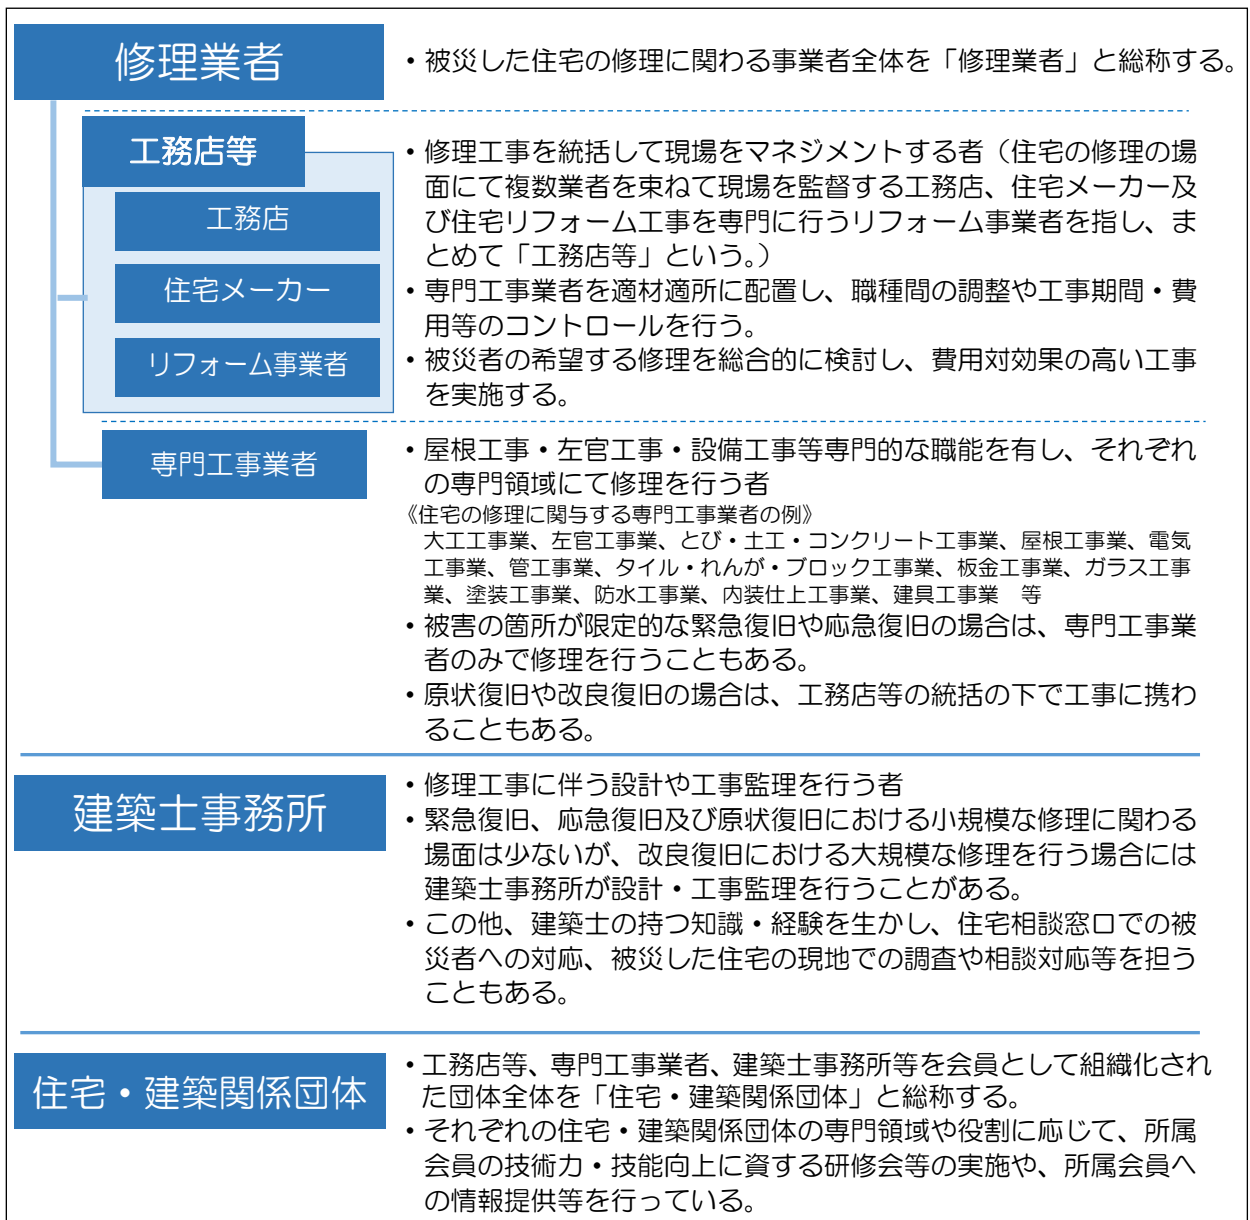 修理業者
・被災した住宅の修理に関わる事業者全体を「修理業者」と総称する。
工務店等
工務店
住宅メーカー
リフォーム事業者
・修理工事を統括して現場をマネジメントする者（住宅の修理の場
面にて複数業者を束ねて現場を監督する工務店、住宅メーカー及
び住宅リフォーム工事を専門に行うリフォーム事業者を指し、ま
とめて「工務店等」という。）
・専門工事業者を適材適所に配置し、職種間の調整や工事期間・費
用等のコントロールを行う。
・被災者の希望する修理を総合的に検討し、費用対効果の高い工事
を実施する。
専門工事業者
・屋根工事・左官工事・設備工事等専門的な職能を有し、それぞれ
の専門領域にて修理を行う者
《住宅の修理に関与する専門工事業者の例》
大工工事業、左官工事業、とび・土工・コンクリート工事業、屋根工事業、電気
工事業、管工事業、タイル・れんが・ブロック工事業、板金工事業、ガラス工事
業、塗装工事業、防水工事業、内装仕上工事業、建具工事業　等
・被害の箇所が限定的な緊急復旧や応急復旧の場合は、専門工事業
者のみで修理を行うこともある。
・原状復旧や改良復旧の場合は、工務店等の統括の下で工事に携わ
ることもある。
建築士事務所
・修理工事に伴う設計や工事監理を行う者
・緊急復旧、応急復旧及び原状復旧における小規模な修理に関わる
場面は少ないが、改良復旧における大規模な修理を行う場合には
建築士事務所が設計・工事監理を行うことがある。
・この他、建築士の持つ知識・経験を生かし、住宅相談窓口での被
災者への対応、被災した住宅の現地での調査や相談対応等を担う
こともある。
住宅・建築関係団体
・工務店等、専門工事業者、建築士事務所等を会員として組織化され
た団体全体を「住宅・建築関係団体」と総称する。
・それぞれの住宅・建築関係団体の専門領域や役割に応じて、所属
会員の技術力・技能向上に資する研修会等の実施や、所属会員へ
の情報提供等を行っている。